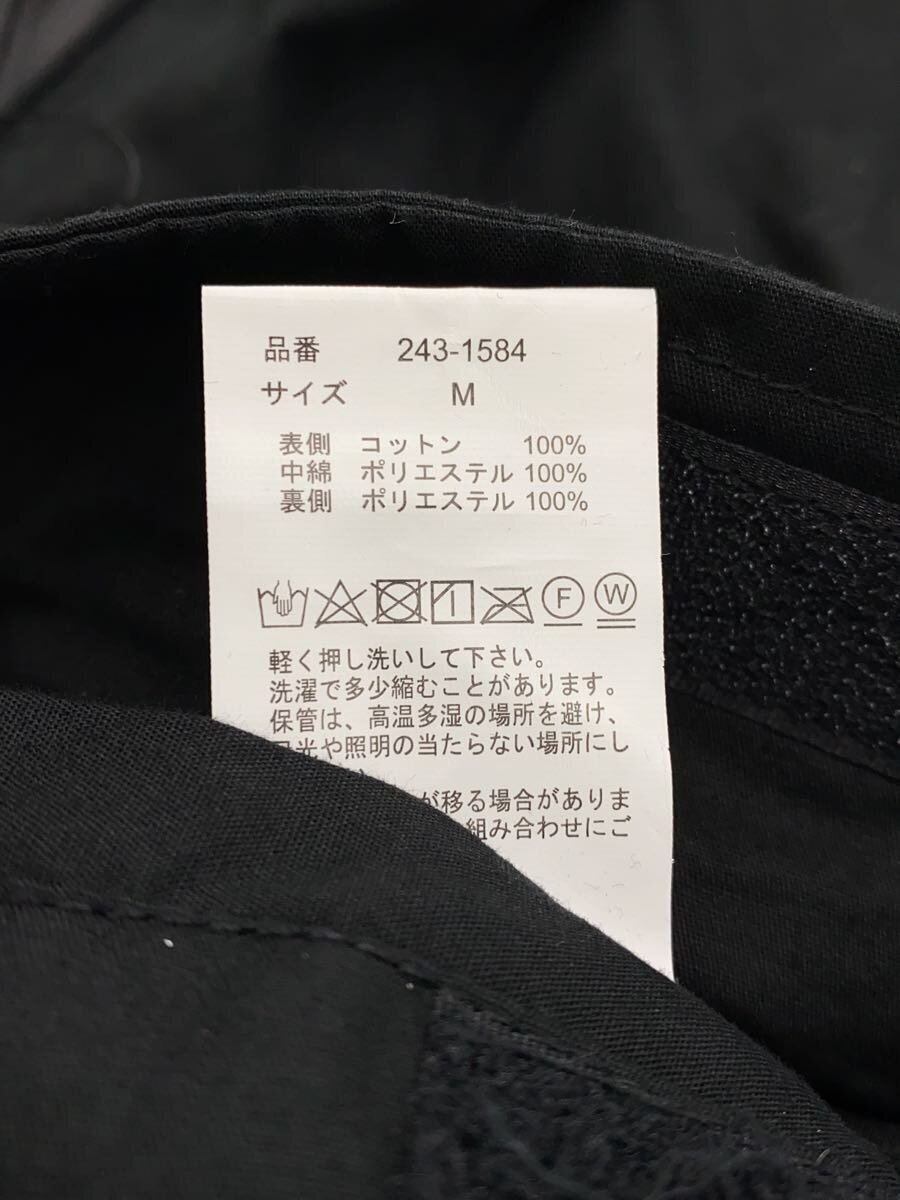 品番 243-1584
サイズ M
表側 コットン 100%
中綿 ポリエステル 100%
裏側 ポリエステル 100%
F W
軽く押し洗いして下さい。
洗濯で多少縮むことがあります。
保管は、高温多湿の場所を避け、
日光や照明の当たらない場所にし
が移る場合がありま
組み合わせにご